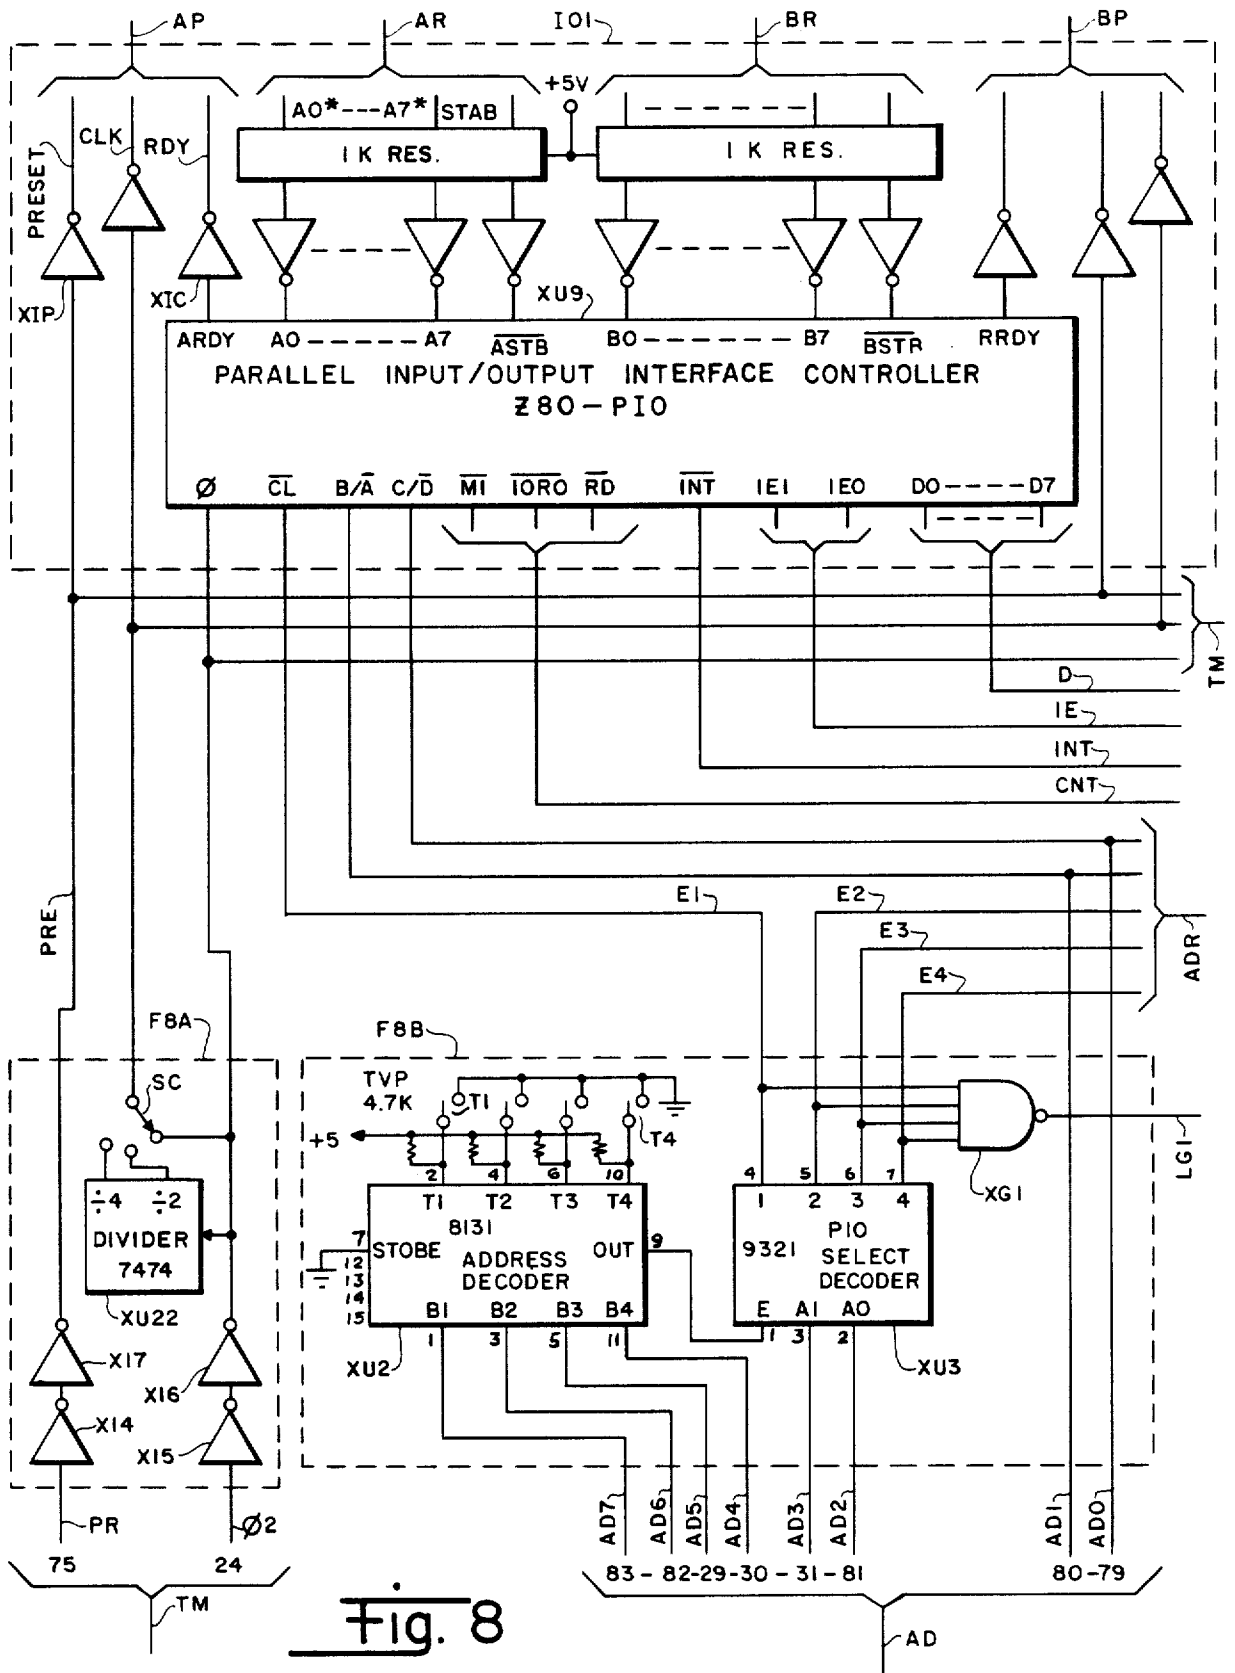 AP AR IO1 BR BP
+5V
A0*---A7* STAB
CLK
RDY
PRESET
1 K RES. 1 K RES.
XIP XIC XU9
ARDY A0------A7 ASTB B0-------B7 BSTR RRDY
PARALLEL INPUT/OUTPUT INTERFACE CONTROLLER
Z80-PIO
Ø CL B/A C/D M1 IORO RD INT IE1 IE0 D0-----D7
TM
D
IE
INT
CNT
E1 E2
E3
E4
ADR
PRE
F8A F8B
SC
TVP
4.7K
T1
+5
T4
÷4 ÷2
DIVIDER
7474
XU22
2 4 6 10
T1 T2 T3 T4
8131
7 STOBE OUT 9
12
13
14
15
ADDRESS
DECODER
B1 B2 B3 B4
1 3 5 11
XU2
4 5 6 7
1 2 3 4
9321
PIO
SELECT
DECODER
E A1 A0
1 3 2
XU3
XG1
LG1
X17 X16
X14 X15
PR Ø2
75 24
TM
AD7 AD6 AD5 AD4 AD3 AD2 AD1 AD0
83-82-29-30-31-81 80-79
AD
Fig. 8